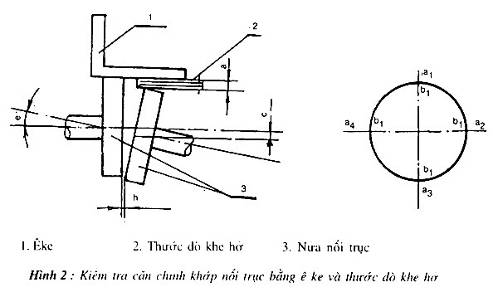 1
2
a
e
c
3
h
a₁
b₁
a₄
b₁
b₁
a₂
b₁
a₃
1. Êke
2. Thước dò khe hở
3. Nửa nối trục
Hình 2 : Kiểm tra căn chỉnh khớp nối trục bằng ê ke và thước dò khe hở